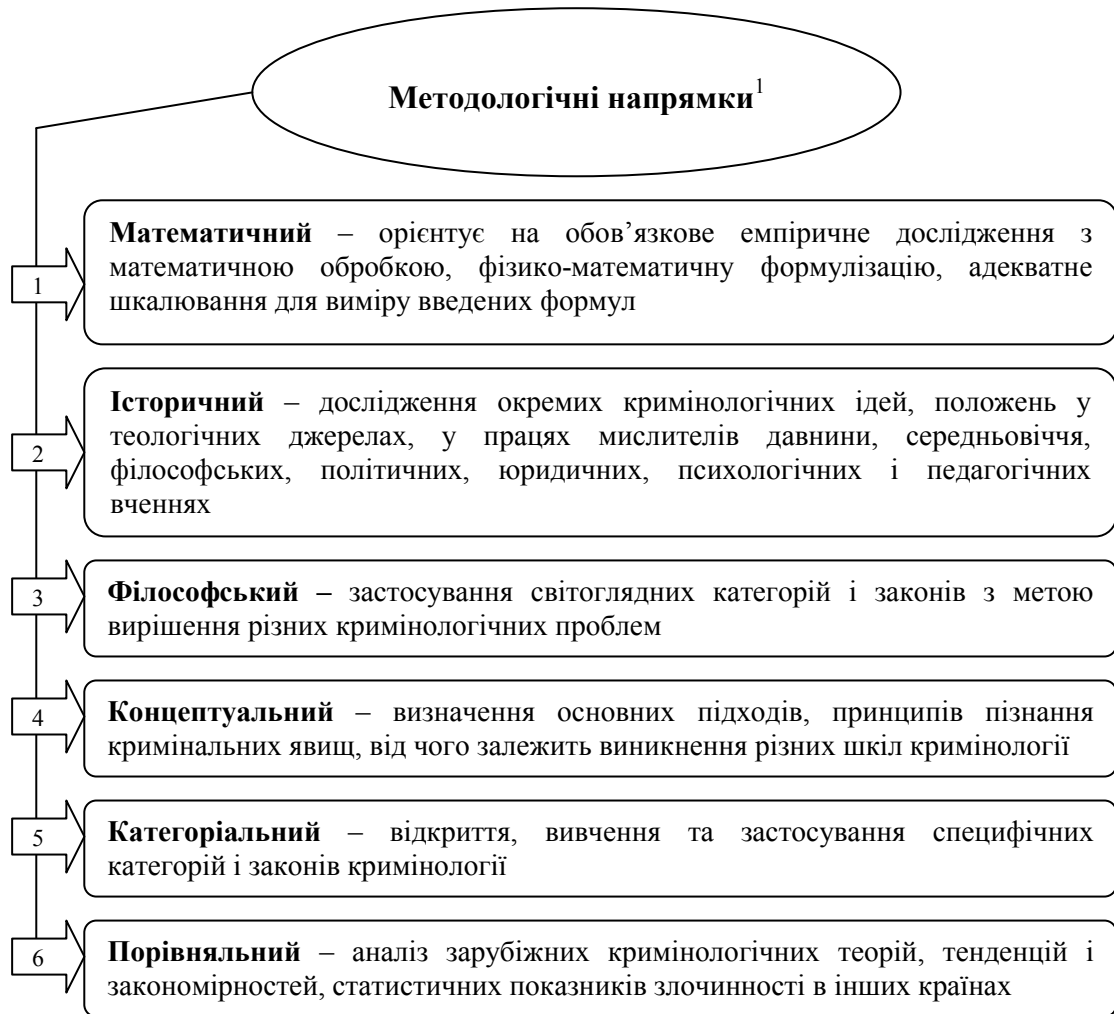 Методологічні напрямки¹
1
Математичний – орієнтує на обов’язкове емпіричне дослідження з
математичною обробкою, фізико-математичну формулізацію, адекватне
шкалювання для виміру введених формул
2
Історичний – дослідження окремих кримінологічних ідей, положень у
теологічних джерелах, у працях мислителів давнини, середньовіччя,
філософських, політичних, юридичних, психологічних і педагогічних
вченнях
3
Філософський – застосування світоглядних категорій і законів з метою
вирішення різних кримінологічних проблем
4
Концептуальний – визначення основних підходів, принципів пізнання
кримінальних явищ, від чого залежить виникнення різних шкіл кримінології
5
Категоріальний – відкриття, вивчення та застосування специфічних
категорій і законів кримінології
6
Порівняльний – аналіз зарубіжних кримінологічних теорій, тенденцій і
закономірностей, статистичних показників злочинності в інших країнах